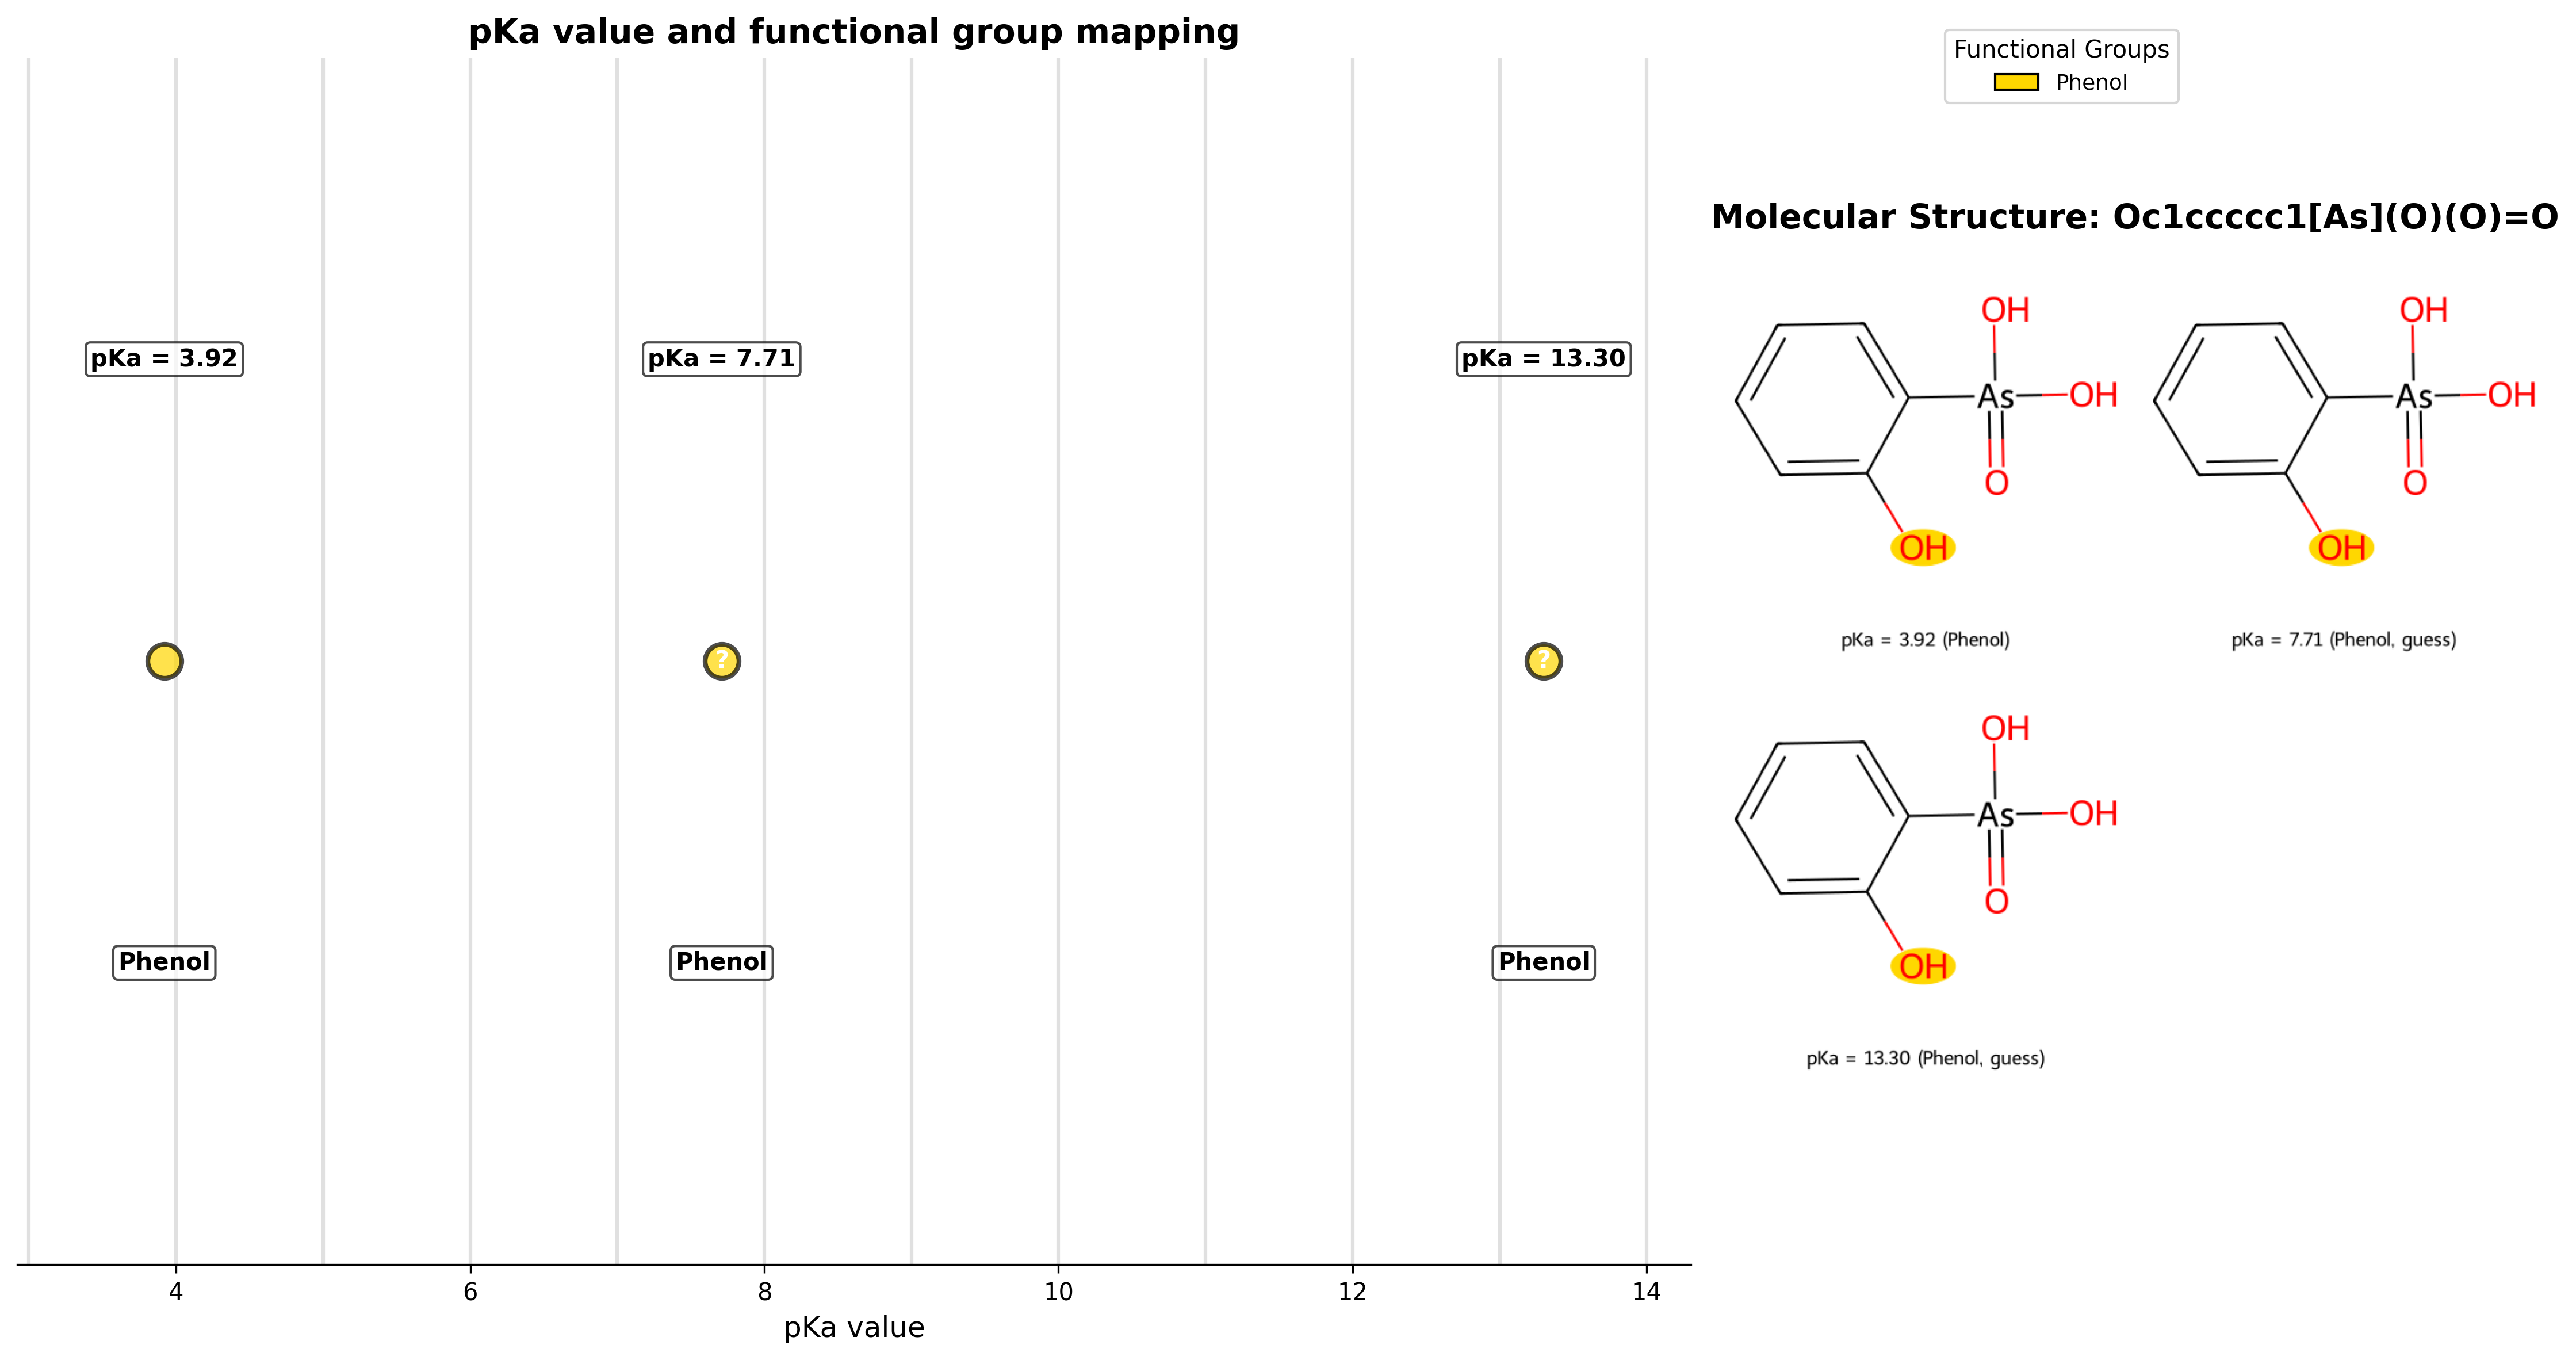 pKa value and functional group mapping
Functional Groups
Phenol
Molecular Structure: Oc1ccccc1[As](O)(O)=O
pKa = 3.92
pKa = 7.71
pKa = 13.30
?
?
Phenol
Phenol
Phenol
4
6
8
10
12
14
pKa value
OH
As
OH
O
OH
pKa = 3.92 (Phenol)
OH
As
OH
O
OH
pKa = 7.71 (Phenol, guess)
OH
As
OH
O
OH
pKa = 13.30 (Phenol, guess)